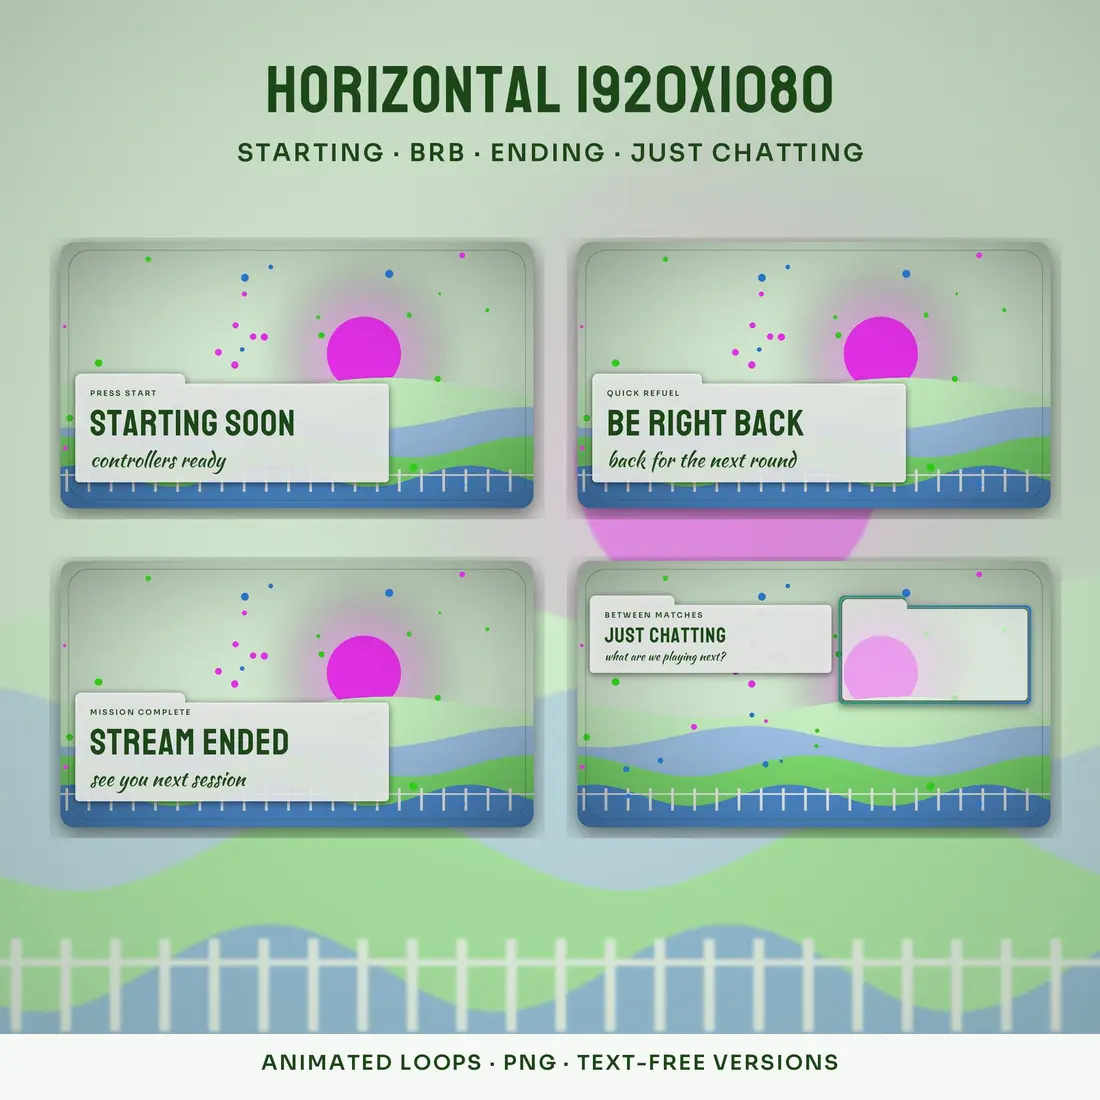 HORIZONTAL 1920X1080
STARTING · BRB · ENDING · JUST CHATTING
PRESS START
STARTING SOON
controllers ready
QUICK REFUEL
BE RIGHT BACK
back for the next round
MISSION COMPLETE
STREAM ENDED
see you next session
BETWEEN MATCHES
JUST CHATTING
what are we playing next?
ANIMATED LOOPS · PNG · TEXT-FREE VERSIONS